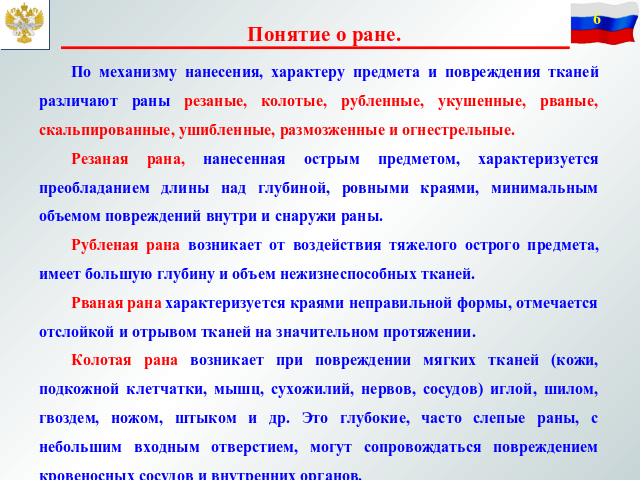 6
Понятие о ране.
По механизму нанесения, характеру предмета и повреждения тканей
различают раны резаные, колотые, рубленные, укушенные, рваные,
скальпированные, ушибленные, размозженные и огнестрельные.
Резаная рана, нанесенная острым предметом, характеризуется
преобладанием длины над глубиной, ровными краями, минимальным
объемом повреждений внутри и снаружи раны.
Рубленая рана возникает от воздействия тяжелого острого предмета,
имеет большую глубину и объем нежизнеспособных тканей.
Рваная рана характеризуется краями неправильной формы, отмечается
отслойкой и отрывом тканей на значительном протяжении.
Колотая рана возникает при повреждении мягких тканей (кожи,
подкожной клетчатки, мышц, сухожилий, нервов, сосудов) иглой, шилом,
гвоздем, ножом, штыком и др. Это глубокие, часто слепые раны, с
небольшим входным отверстием, могут сопровождаться повреждением
кровеносных сосудов и внутренних органов.